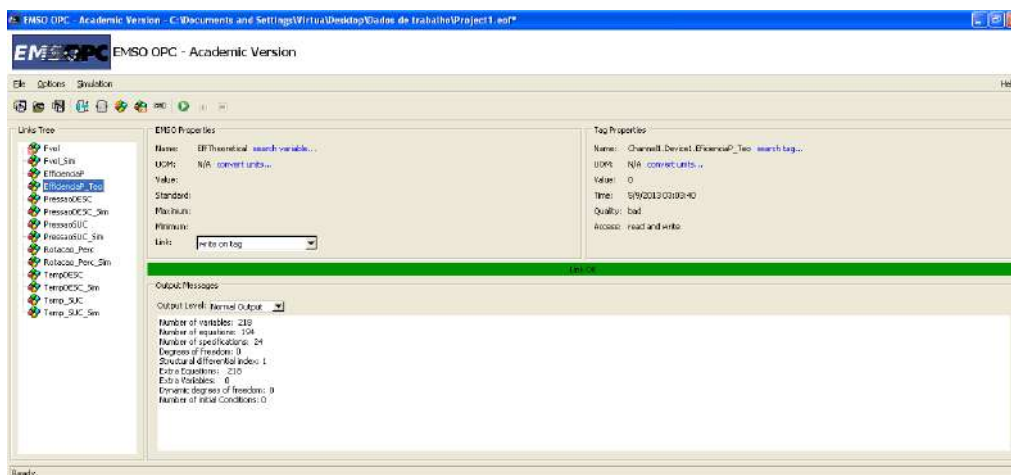 EMSO OPC - Academic Version - C:\Documents and Settings\Virtua\Desktop\Dados de trabalho\Project1.eof*
EMSO OPC EMSO OPC - Academic Version
File Options Simulation Hel
Links Tree
Fvol
Fvol_Sim
EfficenciaP
EfficenciaP_Teo
PressaoDESC
PressaoDESC_Sim
PressaoSUC
PressaoSUC_Sim
Rotacao_Perc
Rotacao_Perc_Sim
TempDESC
TempDESC_Sim
Temp_SUC
Temp_SUC_Sim
EMSO Properties
Name: EffTheoretical search variable...
UOM: N/A convert units...
Value:
Standard:
Maximum:
Minimum:
Link: write on tag
Tag Properties
Name: Channel1.Device1.EficenciaP_Teo search tag...
UOM: N/A convert units...
Value: 0
Time: 5/9/2013 03:03:40
Quality: bad
Access: read and write
Link OK
Output Messages
Output Level: Normal Output
Number of variables: 218
Number of equations: 194
Number of specifications: 24
Degrees of freedom: 0
Structural differential index: 1
Extra Equations: 218
Extra Variables: 0
Dynamic degrees of freedom: 0
Number of initial Conditions: 0
Ready.